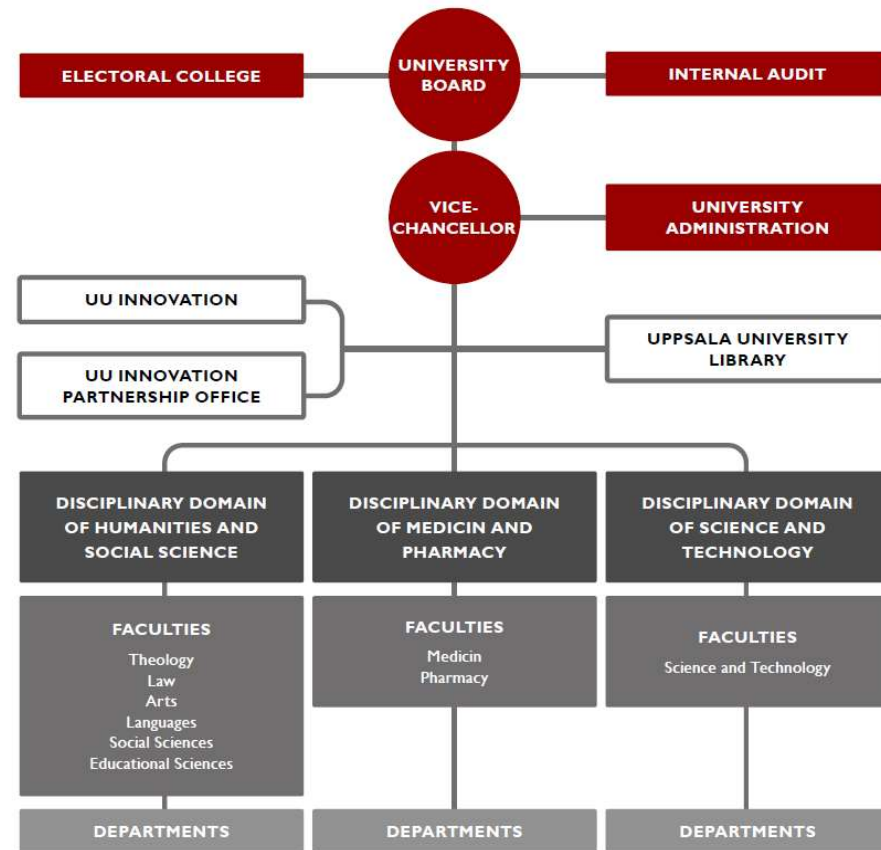 ELECTORAL COLLEGE
UNIVERSITY
BOARD
INTERNAL AUDIT
VICE-
CHANCELLOR
UNIVERSITY
ADMINISTRATION
UU INNOVATION
UU INNOVATION
PARTNERSHIP OFFICE
UPPSALA UNIVERSITY
LIBRARY
DISCIPLINARY DOMAIN
OF HUMANITIES AND
SOCIAL SCIENCE
DISCIPLINARY DOMAIN
OF MEDICIN AND
PHARMACY
DISCIPLINARY DOMAIN
OF SCIENCE AND
TECHNOLOGY
FACULTIES
Theology
Law
Arts
Languages
Social Sciences
Educational Sciences
FACULTIES
Medicin
Pharmacy
FACULTIES
Science and Technology
DEPARTMENTS
DEPARTMENTS
DEPARTMENTS